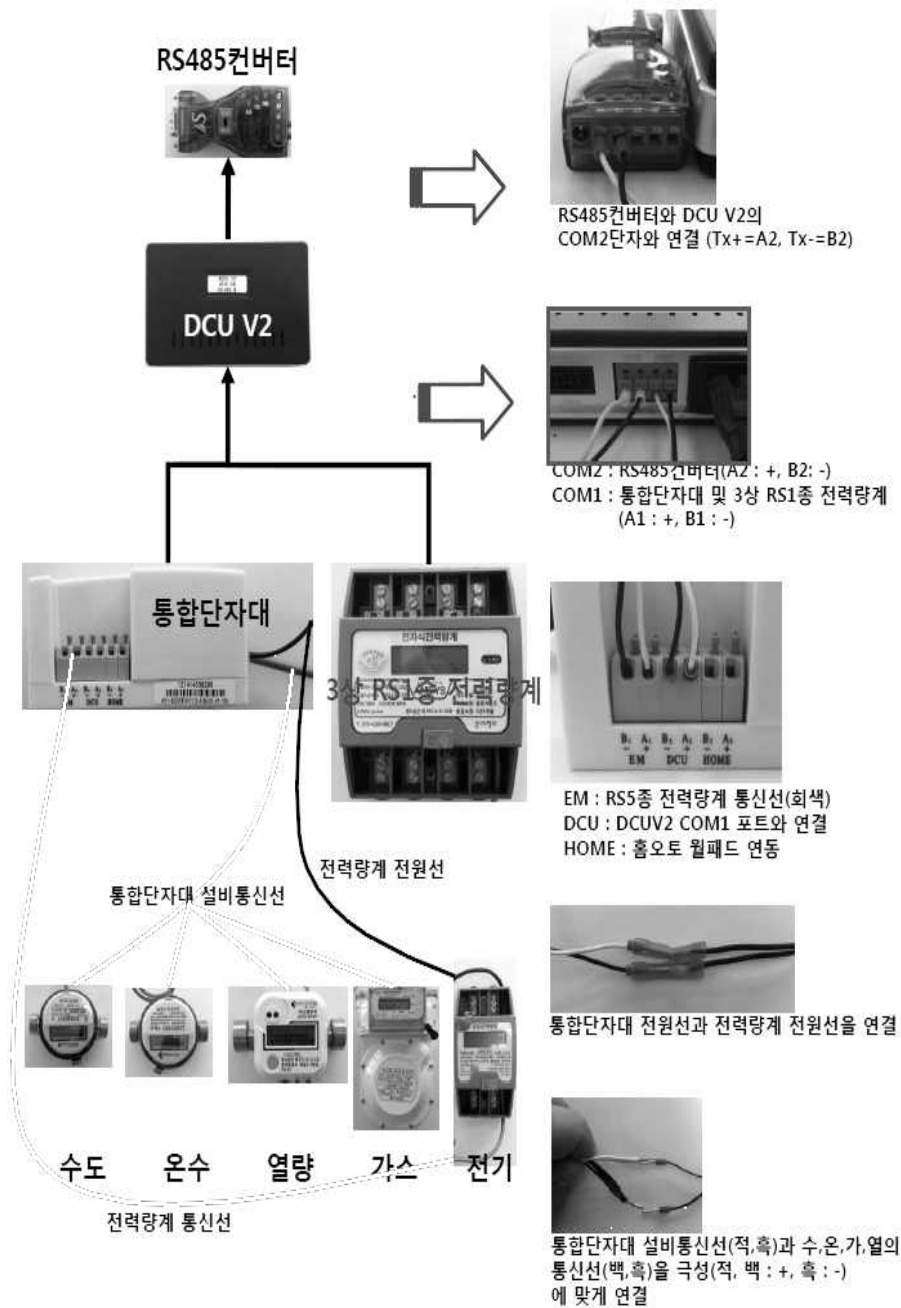 RS485컨버터
RS485컨버터와 DCU V2의
COM2단자와 연결 (Tx+=A2, Tx-=B2)
DCU V2
COM2 : RS485컨버터(A2 : +, B2: -)
COM1 : 통합단자대 및 3상 RS1종 전력량계
(A1 : +, B1 : -)
통합단자대
전자식전력량계
3상 RS1종 전력량계
EM DCU HOME
EM : RS5종 전력량계 통신선(회색)
DCU : DCUV2 COM1 포트와 연결
HOME : 홈오토 월패드 연동
전력량계 전원선
통합단자대 설비통신선
통합단자대 전원선과 전력량계 전원선을 연결
수도 온수 열량 가스 전기
전력량계 통신선
통합단자대 설비통신선(적,흑)과 수,온,가,열의
통신선(백,흑)을 극성(적, 백 : +, 흑 : -)
에 맞게 연결